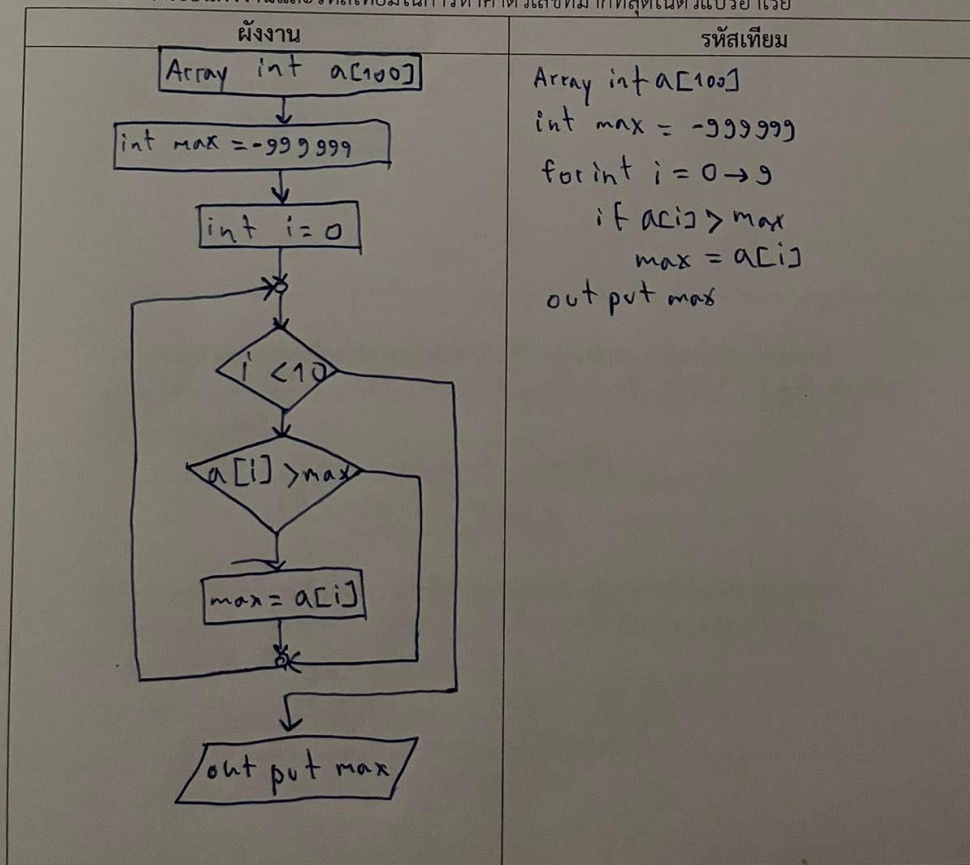 ผังงาน
รหัสเทียม
Array int a[100]
int max = -999999
int i = 0
i < 10
a[i] > max
max = a[i]
out put max
Array int a[100]
int max = -999999
for int i = 0 → 9
if a[i] > max
max = a[i]
out put max